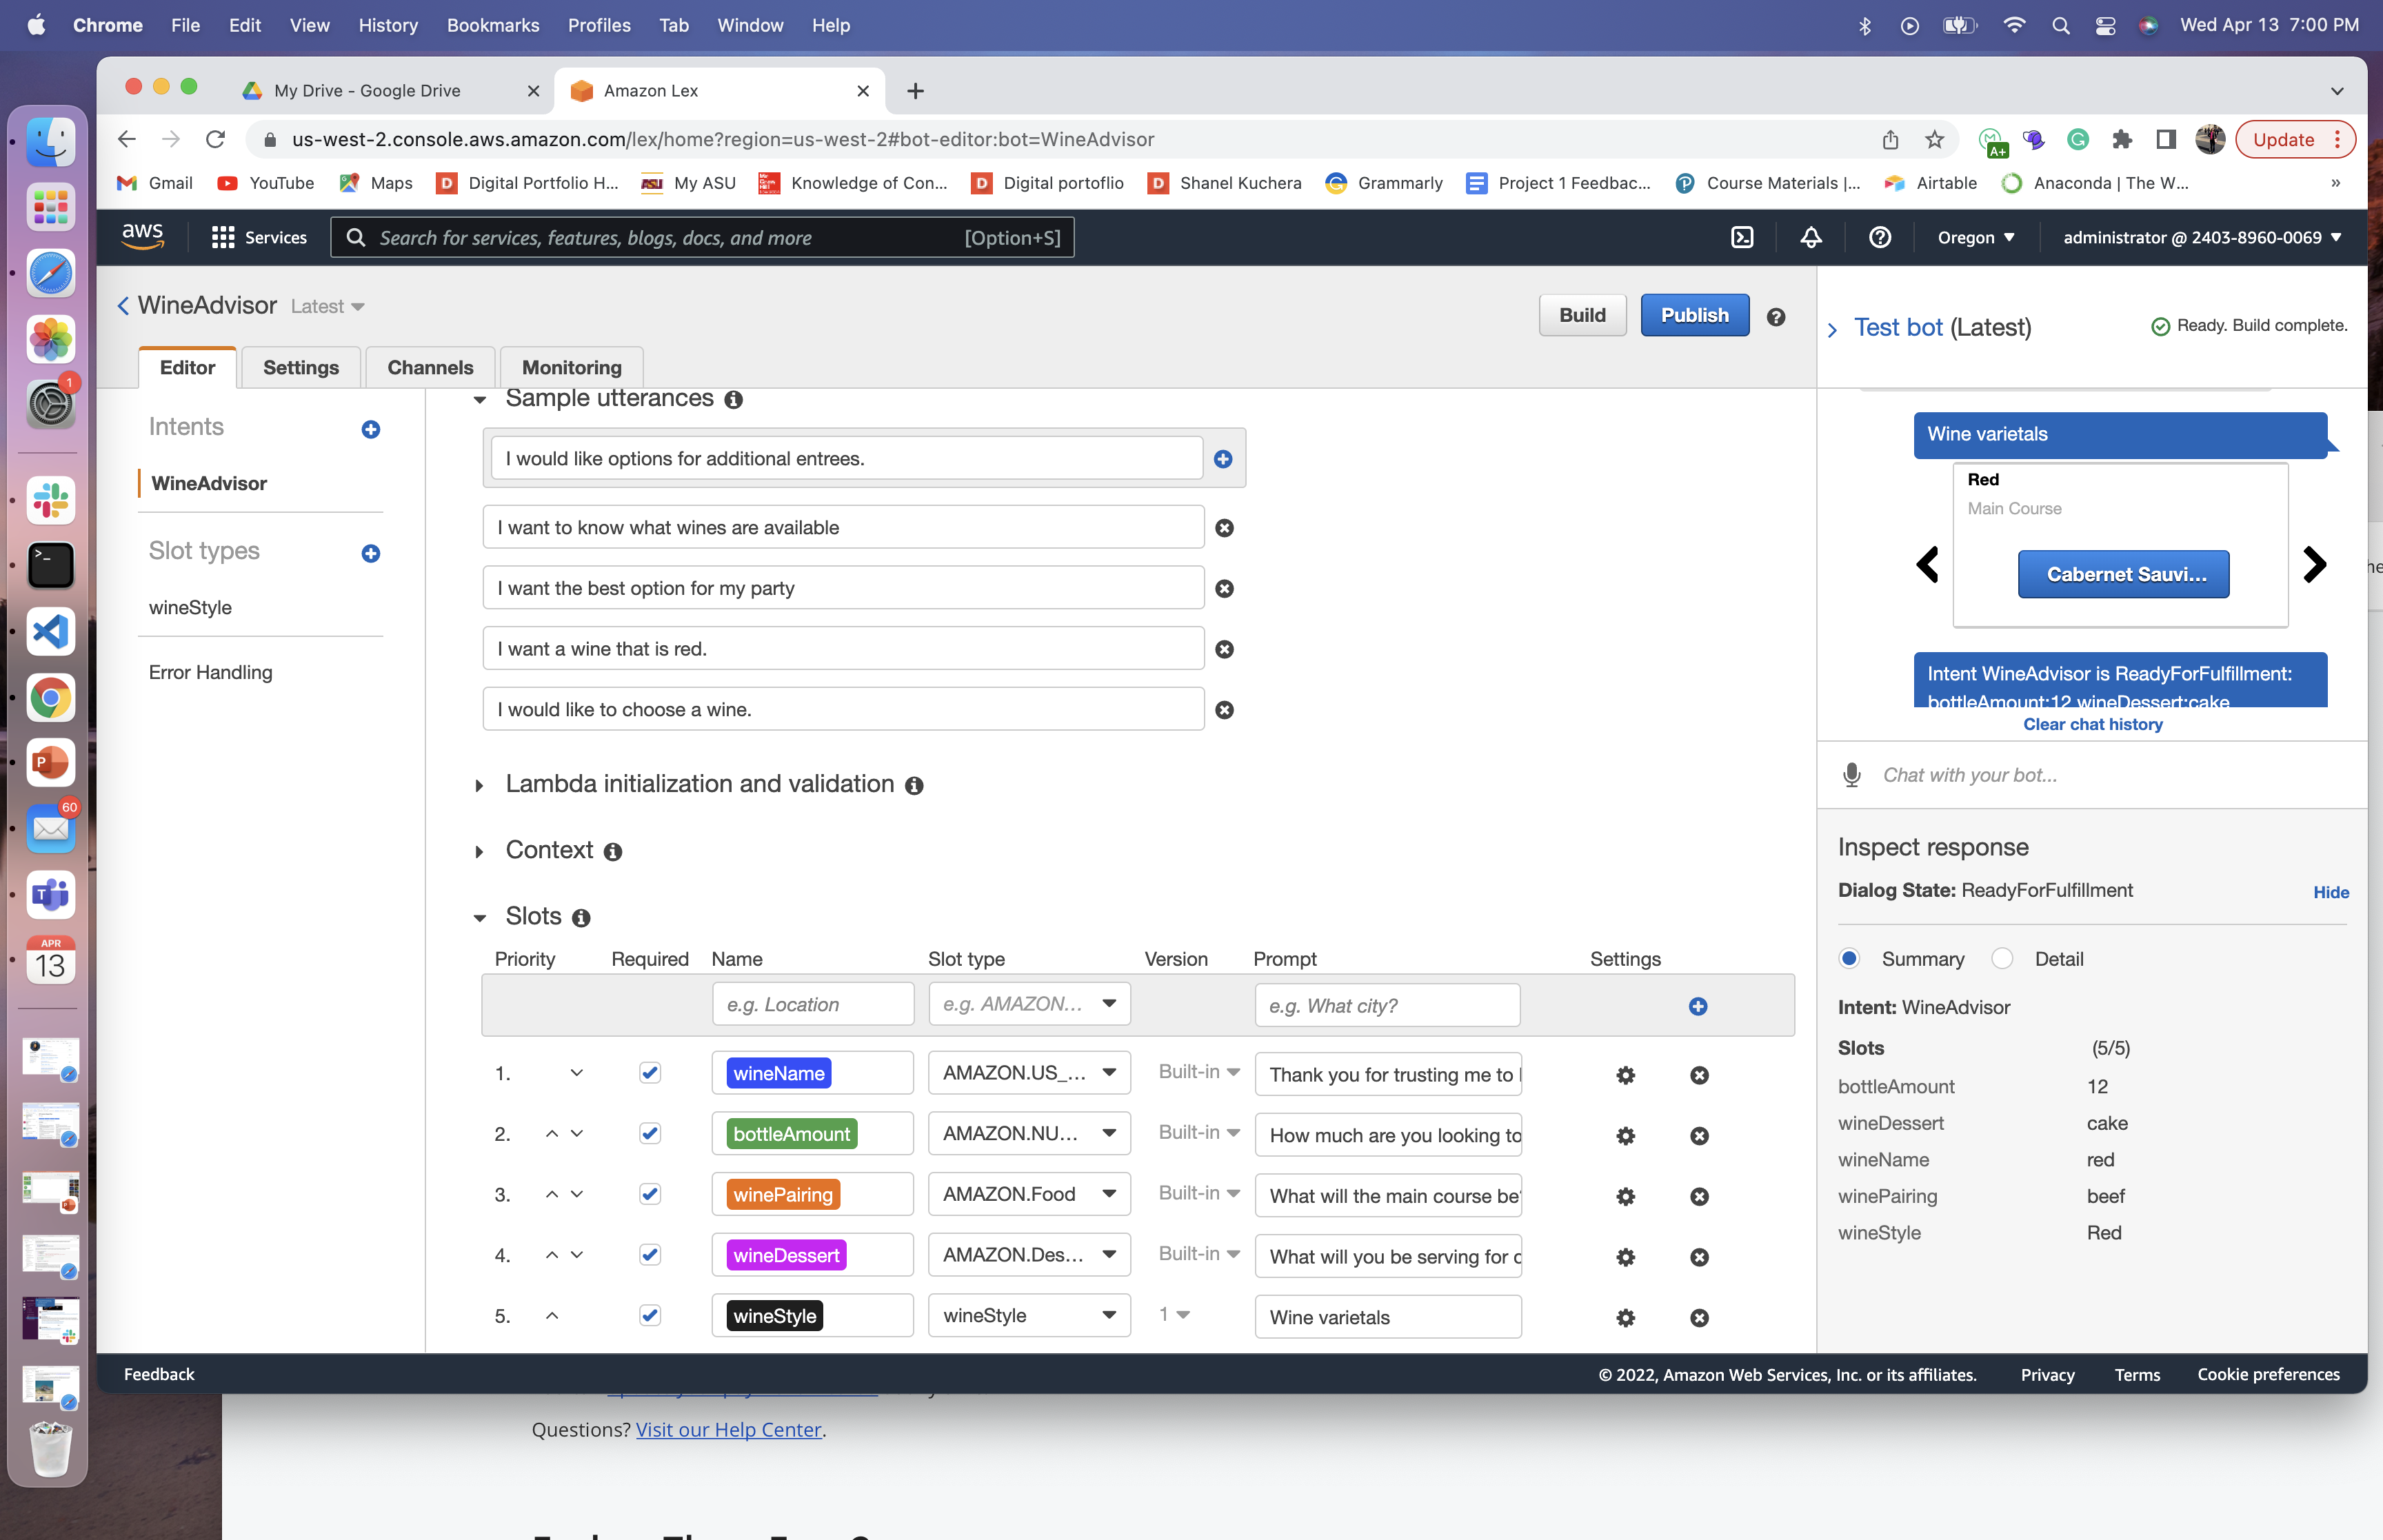 Chrome File Edit View History Bookmarks Profiles Tab Window Help Wed Apr 13 7:00 PM
My Drive - Google Drive Amazon Lex
us-west-2.console.aws.amazon.com/lex/home?region=us-west-2#bot-editor:bot=WineAdvisor A+ Update
Gmail YouTube Maps Digital Portfolio H... My ASU Knowledge of Con... Digital portoflio Shanel Kuchera Grammarly Project 1 Feedbac... Course Materials |... Airtable Anaconda | The W... »
aws Services Search for services, features, blogs, docs, and more [Option+S] Oregon administrator @ 2403-8960-0069
WineAdvisor Latest
Build Publish
Editor Settings Channels Monitoring
Intents
WineAdvisor
Slot types
wineStyle
Error Handling
Sample utterances
I would like options for additional entrees.
I want to know what wines are available
I want the best option for my party
I want a wine that is red.
I would like to choose a wine.
Lambda initialization and validation
Context
Slots
Priority Required Name Slot type Version Prompt Settings
e.g. Location e.g. AMAZON... e.g. What city?
1. wineName AMAZON.US_... Built-in Thank you for trusting me to
2. bottleAmount AMAZON.NU... Built-in How much are you looking to
3. winePairing AMAZON.Food Built-in What will the main course be
4. wineDessert AMAZON.Des... Built-in What will you be serving for
5. wineStyle wineStyle 1 Wine varietals
Test bot (Latest) Ready. Build complete.
Wine varietals
Red
Main Course
Cabernet Sauvi...
Intent WineAdvisor is ReadyForFulfillment:
bottleAmount:12 wineDessert:cake
Clear chat history
Chat with your bot...
Inspect response
Dialog State: ReadyForFulfillment Hide
Summary Detail
Intent: WineAdvisor
Slots (5/5)
bottleAmount 12
wineDessert cake
wineName red
winePairing beef
wineStyle Red
Feedback © 2022, Amazon Web Services, Inc. or its affiliates. Privacy Terms Cookie preferences
Questions? Visit our Help Center.
1
60
APR
13